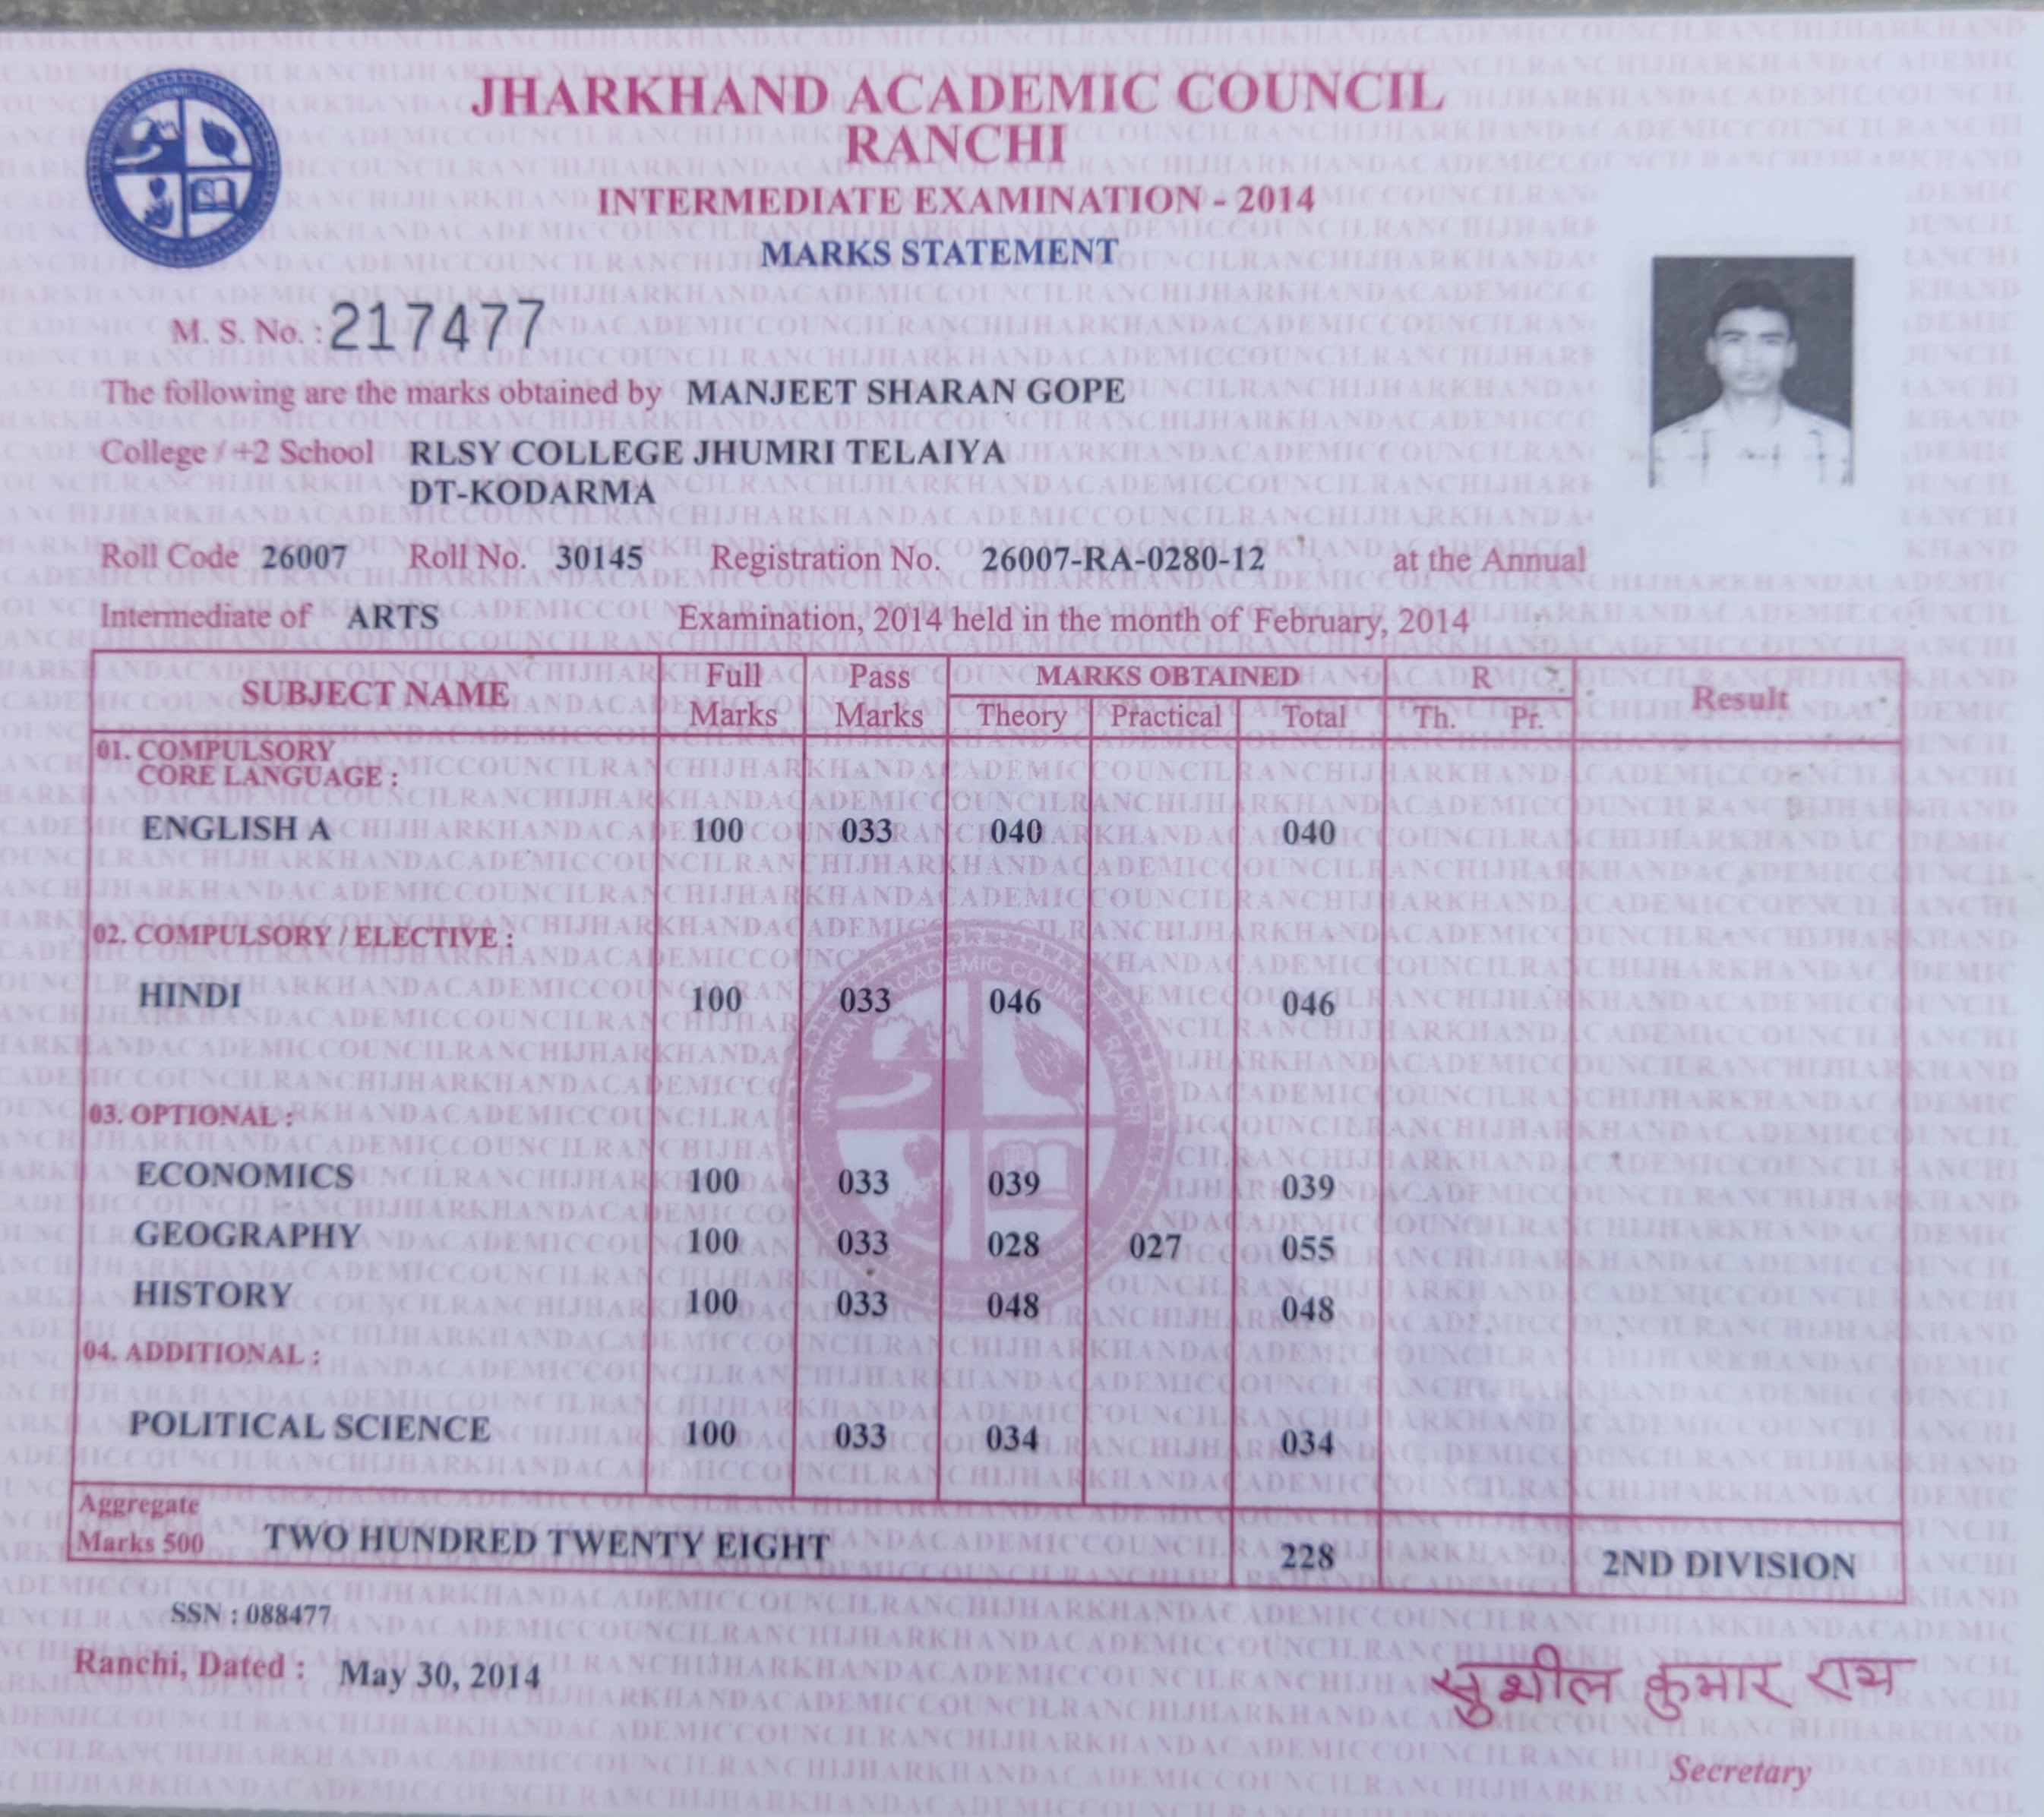 JHARKHAND ACADEMIC COUNCIL
RANCHI
INTERMEDIATE EXAMINATION - 2014
MARKS STATEMENT
M. S. No. : 217477
The following are the marks obtained by MANJEET SHARAN GOPE
College / +2 School RLSY COLLEGE JHUMRI TELAIYA
DT-KODARMA
Roll Code 26007 Roll No. 30145 Registration No. 26007-RA-0280-12 at the Annual
Intermediate of ARTS Examination, 2014 held in the month of February, 2014
SUBJECT NAME Full Marks Pass Marks MARKS OBTAINED R Result
Theory Practical Total Th. Pr.
01. COMPULSORY
CORE LANGUAGE :
ENGLISH A 100 033 040 040
02. COMPULSORY / ELECTIVE :
HINDI 100 033 046 046
03. OPTIONAL :
ECONOMICS 100 033 039 039
GEOGRAPHY 100 033 028 027 055
HISTORY 100 033 048 048
04. ADDITIONAL :
POLITICAL SCIENCE 100 033 034 034
Aggregate
Marks 500 TWO HUNDRED TWENTY EIGHT 228 2ND DIVISION
SSN : 088477
Ranchi, Dated : May 30, 2014
सुशील कुमार राय
Secretary